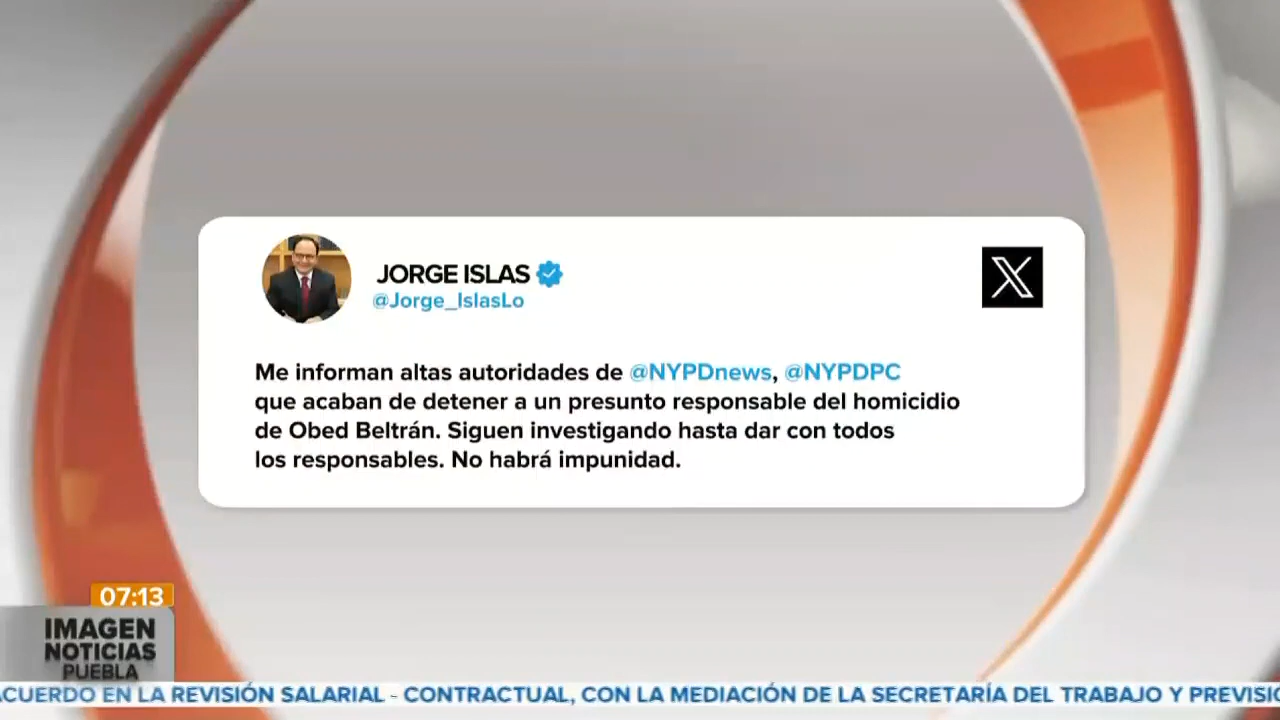 JORGE ISLAS
@Jorge_IslasLo
Me informan altas autoridades de @NYPDnews, @NYPDPC
que acaban de detener a un presunto responsable del homicidio
de Obed Beltrán. Siguen investigando hasta dar con todos
los responsables. No habrá impunidad.
07:13
IMAGEN
NOTICIAS
PUEBLA
ACUERDO EN LA REVISIÓN SALARIAL - CONTRACTUAL, CON LA MEDIACIÓN DE LA SECRETARÍA DEL TRABAJO Y PREVISIÓ